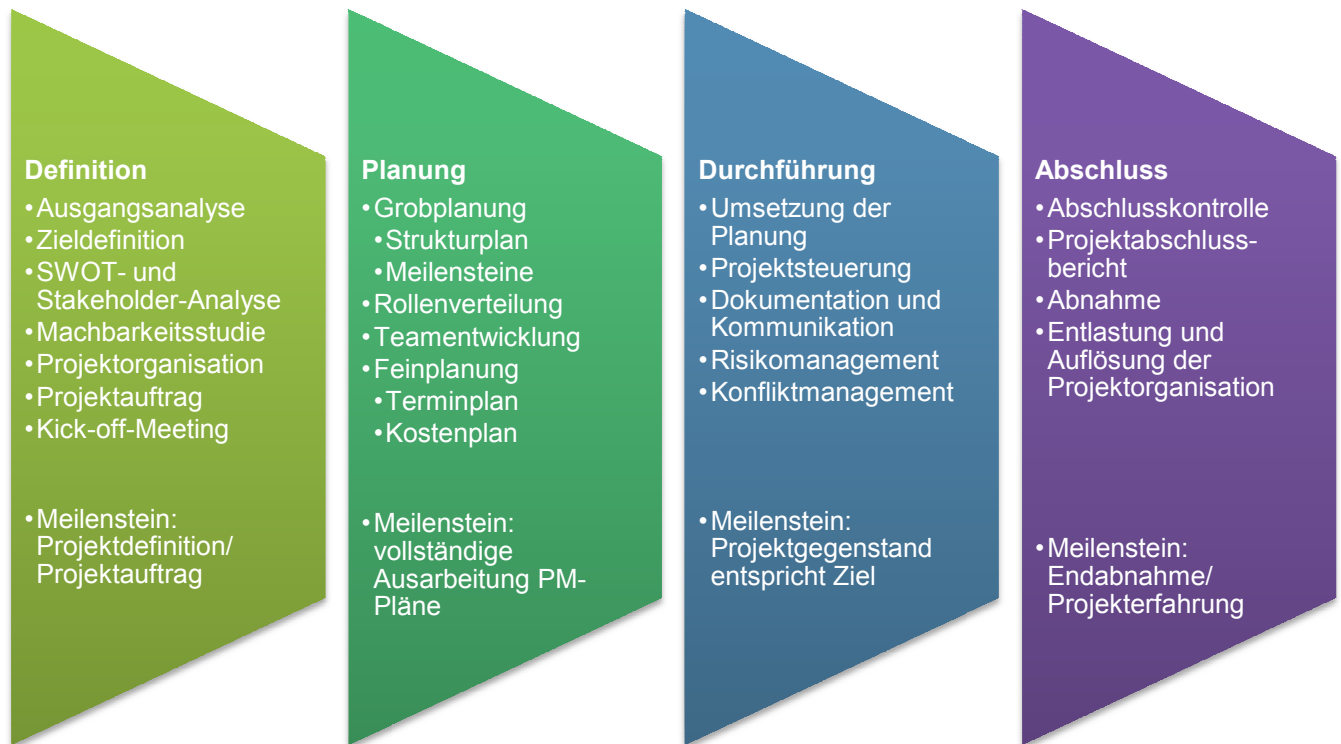 Definition
•Ausgangsanalyse
•Zieldefinition
•SWOT- und
Stakeholder-Analyse
•Machbarkeitsstudie
•Projektorganisation
•Projektauftrag
•Kick-off-Meeting
•Meilenstein:
Projektdefinition/
Projektauftrag
Planung
•Grobplanung
•Strukturplan
•Meilensteine
•Rollenverteilung
•Teamentwicklung
•Feinplanung
•Terminplan
•Kostenplan
•Meilenstein:
vollständige
Ausarbeitung PM-
Pläne
Durchführung
•Umsetzung der
Planung
•Projektsteuerung
•Dokumentation und
Kommunikation
•Risikomanagement
•Konfliktmanagement
•Meilenstein:
Projektgegenstand
entspricht Ziel
Abschluss
•Abschlusskontrolle
•Projektabschluss-
bericht
•Abnahme
•Entlastung und
Auflösung der
Projektorganisation
•Meilenstein:
Endabnahme/
Projekterfahrung